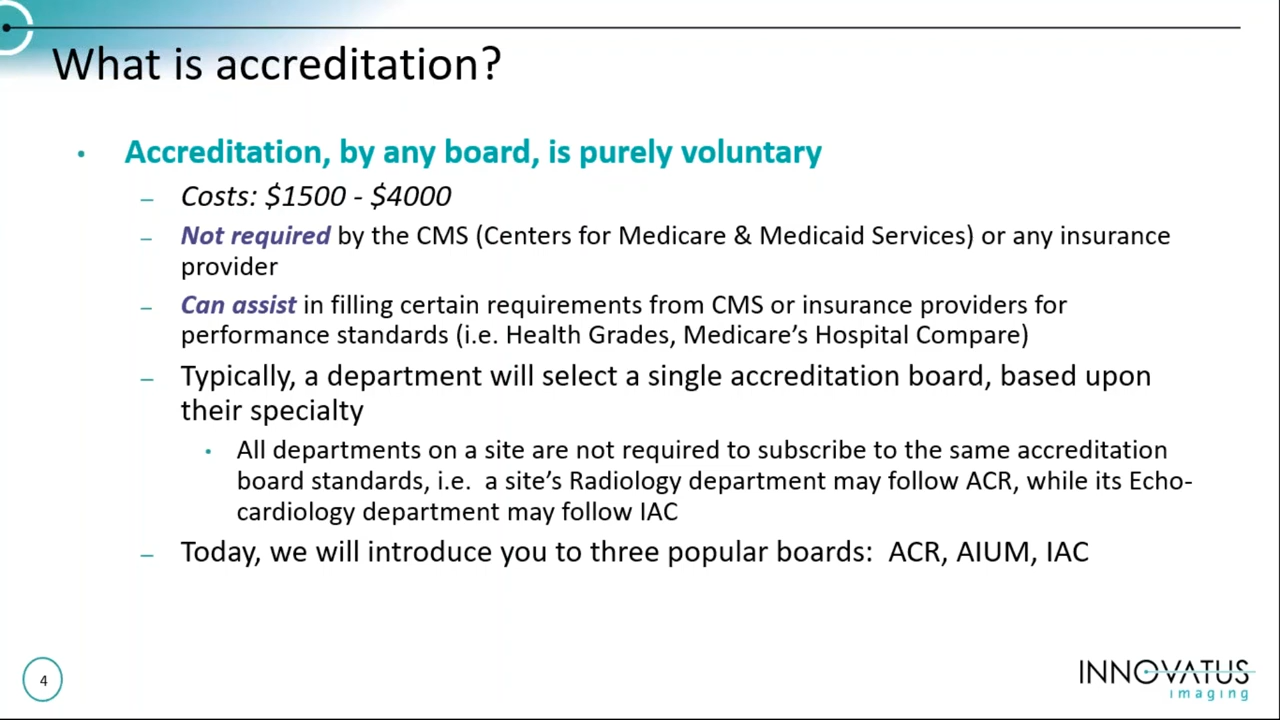 What is accreditation?
• Accreditation, by any board, is purely voluntary
– Costs: $1500 - $4000
– Not required by the CMS (Centers for Medicare & Medicaid Services) or any insurance
provider
– Can assist in filling certain requirements from CMS or insurance providers for
performance standards (i.e. Health Grades, Medicare’s Hospital Compare)
– Typically, a department will select a single accreditation board, based upon
their specialty
• All departments on a site are not required to subscribe to the same accreditation
board standards, i.e.  a site’s Radiology department may follow ACR, while its Echo-
cardiology department may follow IAC
– Today, we will introduce you to three popular boards:  ACR, AIUM, IAC
4
INNOVATUS
imaging